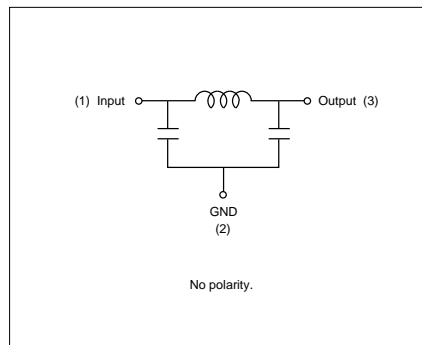 (1) Input Output (3)
GND
(2)
No polarity.